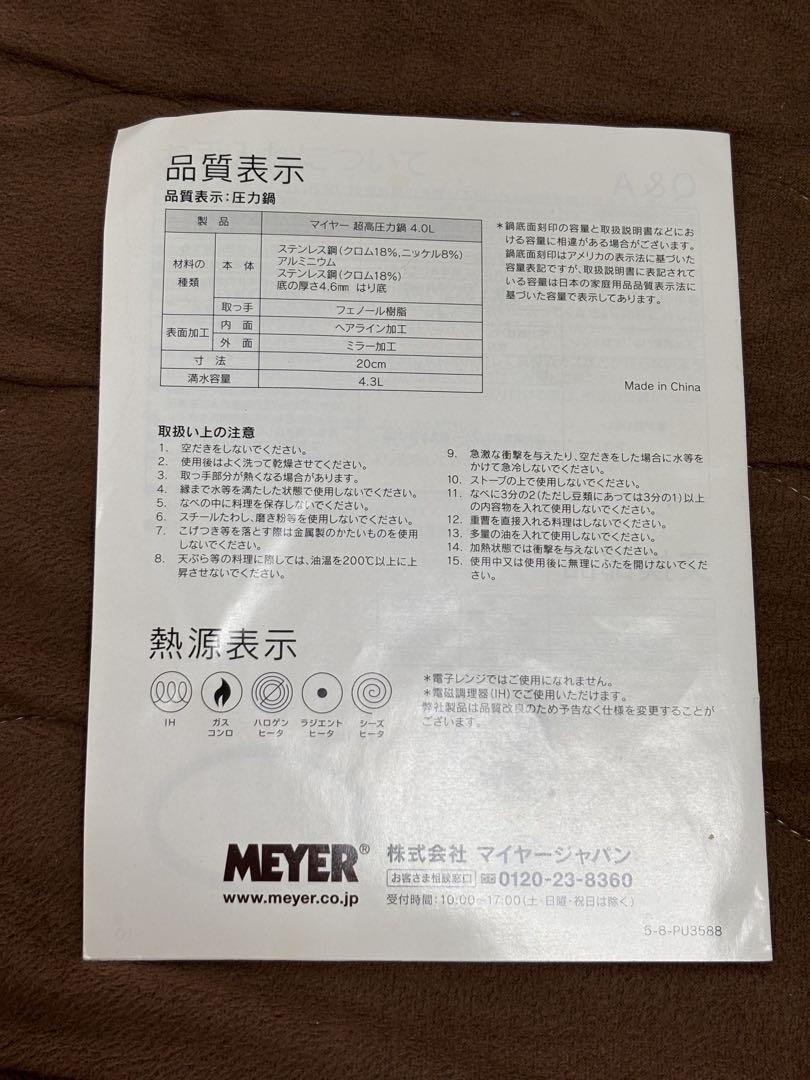 品質表示
品質表示：圧力鍋
製 品 マイヤー 超高圧力鍋 4.0L
材料の種類 本 体 ステンレス鋼(クロム18%,ニッケル8%)
アルミニウム
ステンレス鋼(クロム18%)
底の厚さ4.6mm はり底
取っ手 フェノール樹脂
表面加工 内 面 ヘアライン加工
外 面 ミラー加工
寸 法 20cm
満水容量 4.3L
＊鍋底面刻印の容量と取扱説明書などにお
ける容量に相違がある場合がございます。
鍋底面刻印はアメリカの表示法に基づいた
容量表記ですが、取扱説明書に表記されて
いる容量は日本の家庭用品品質表示法に
基づいた容量で表示してあります。
Made in China
取扱い上の注意
1. 空だきをしないでください。
2. 使用後はよく洗って乾燥させてください。
3. 取っ手部分が熱くなる場合があります。
4. 縁まで水等を満たした状態で使用しないでください。
5. なべの中に料理を保存しないでください。
6. スチールたわし、磨き粉等を使用しないでください。
7. こげつき等を落とす際は金属製のかたいものを使用
しないでください。
8. 天ぷら等の料理に際しては、油温を200℃以上に上
昇させないでください。
9. 急激な衝撃を与えたり、空だきをした場合に水等を
かけて急冷しないでください。
10. ストーブの上で使用しないでください。
11. なべに3分の2(ただし豆類にあっては3分の1)以上
の内容物を入れて使用しないでください。
12. 重曹を直接入れる料理はしないでください。
13. 多量の油を入れて使用しないでください。
14. 加熱状態では衝撃を与えないでください。
15. 使用中又は使用後に無理にふたを開けないでくだ
さい。
熱源表示
IH
ガス
コンロ
ハロゲン
ヒータ
ラジエント
ヒータ
シーズ
ヒータ
＊電子レンジではご使用になれません。
＊電磁調理器(IH)でご使用いただけます。
弊社製品は品質改良のため予告なく仕様を変更することが
ございます。
MEYER®
www.meyer.co.jp
株式会社 マイヤージャパン
お客さま相談窓口 0120-23-8360
受付時間：10:00～17:00(土・日曜・祝日は除く)
5-8-PU3588